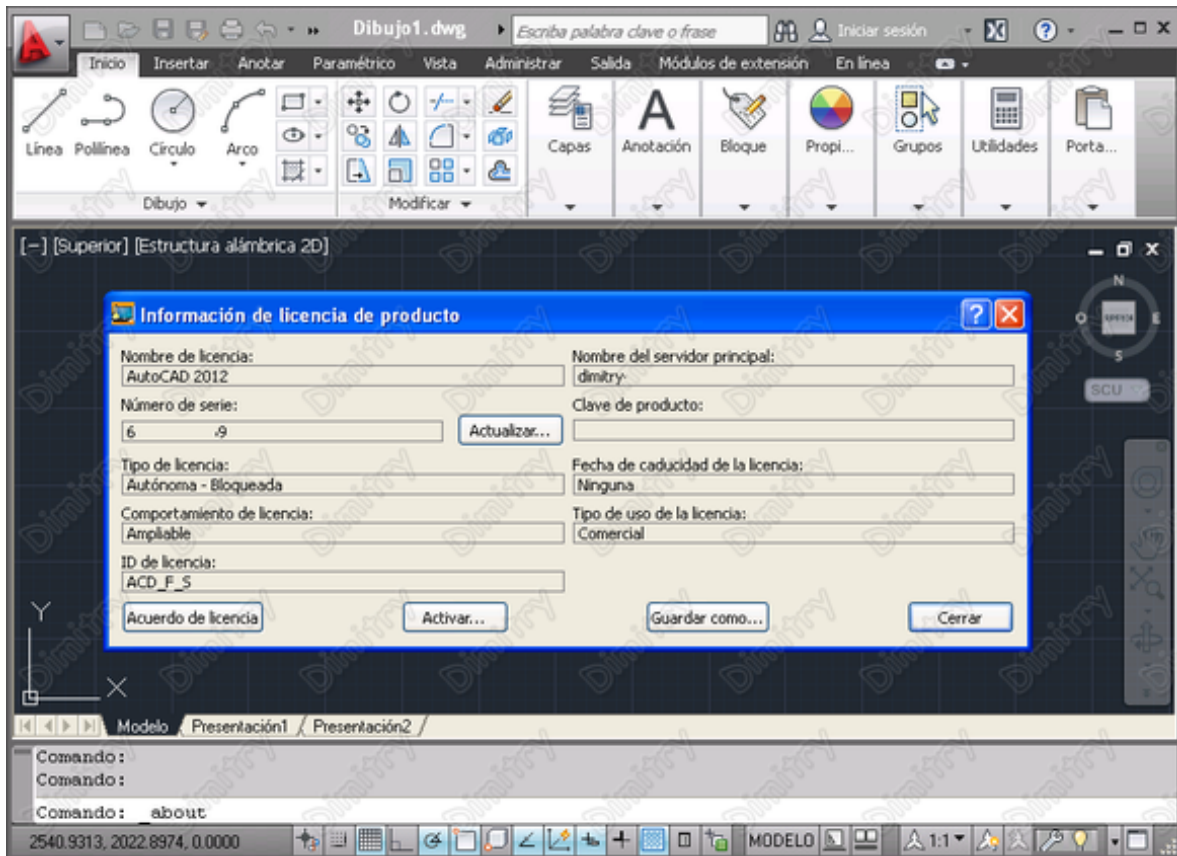 Dibujo1.dwg
Escriba palabra clave o frase
Iniciar sesión
Inicio Insertar Anotar Paramétrico Vista Administrar Salida Módulos de extensión En línea
Línea Polilínea Círculo Arco Capas Anotación Bloque Propi... Grupos Utilidades Porta...
Dibujo Modificar
[−] [Superior] [Estructura alámbrica 2D]
N
O E
S
SCU
Información de licencia de producto
Nombre de licencia: Nombre del servidor principal:
AutoCAD 2012 dimitry-
Número de serie: Clave de producto:
6 -9 Actualizar...
Tipo de licencia: Fecha de caducidad de la licencia:
Autónoma - Bloqueada Ninguna
Comportamiento de licencia: Tipo de uso de la licencia:
Ampliable Comercial
ID de licencia:
ACD_F_S
Acuerdo de licencia Activar... Guardar como... Cerrar
Y
X
Modelo Presentación1 Presentación2
Comando:
Comando:
Comando: _about
2540.9313, 2022.8974, 0.0000 MODELO 1:1
Dimitry